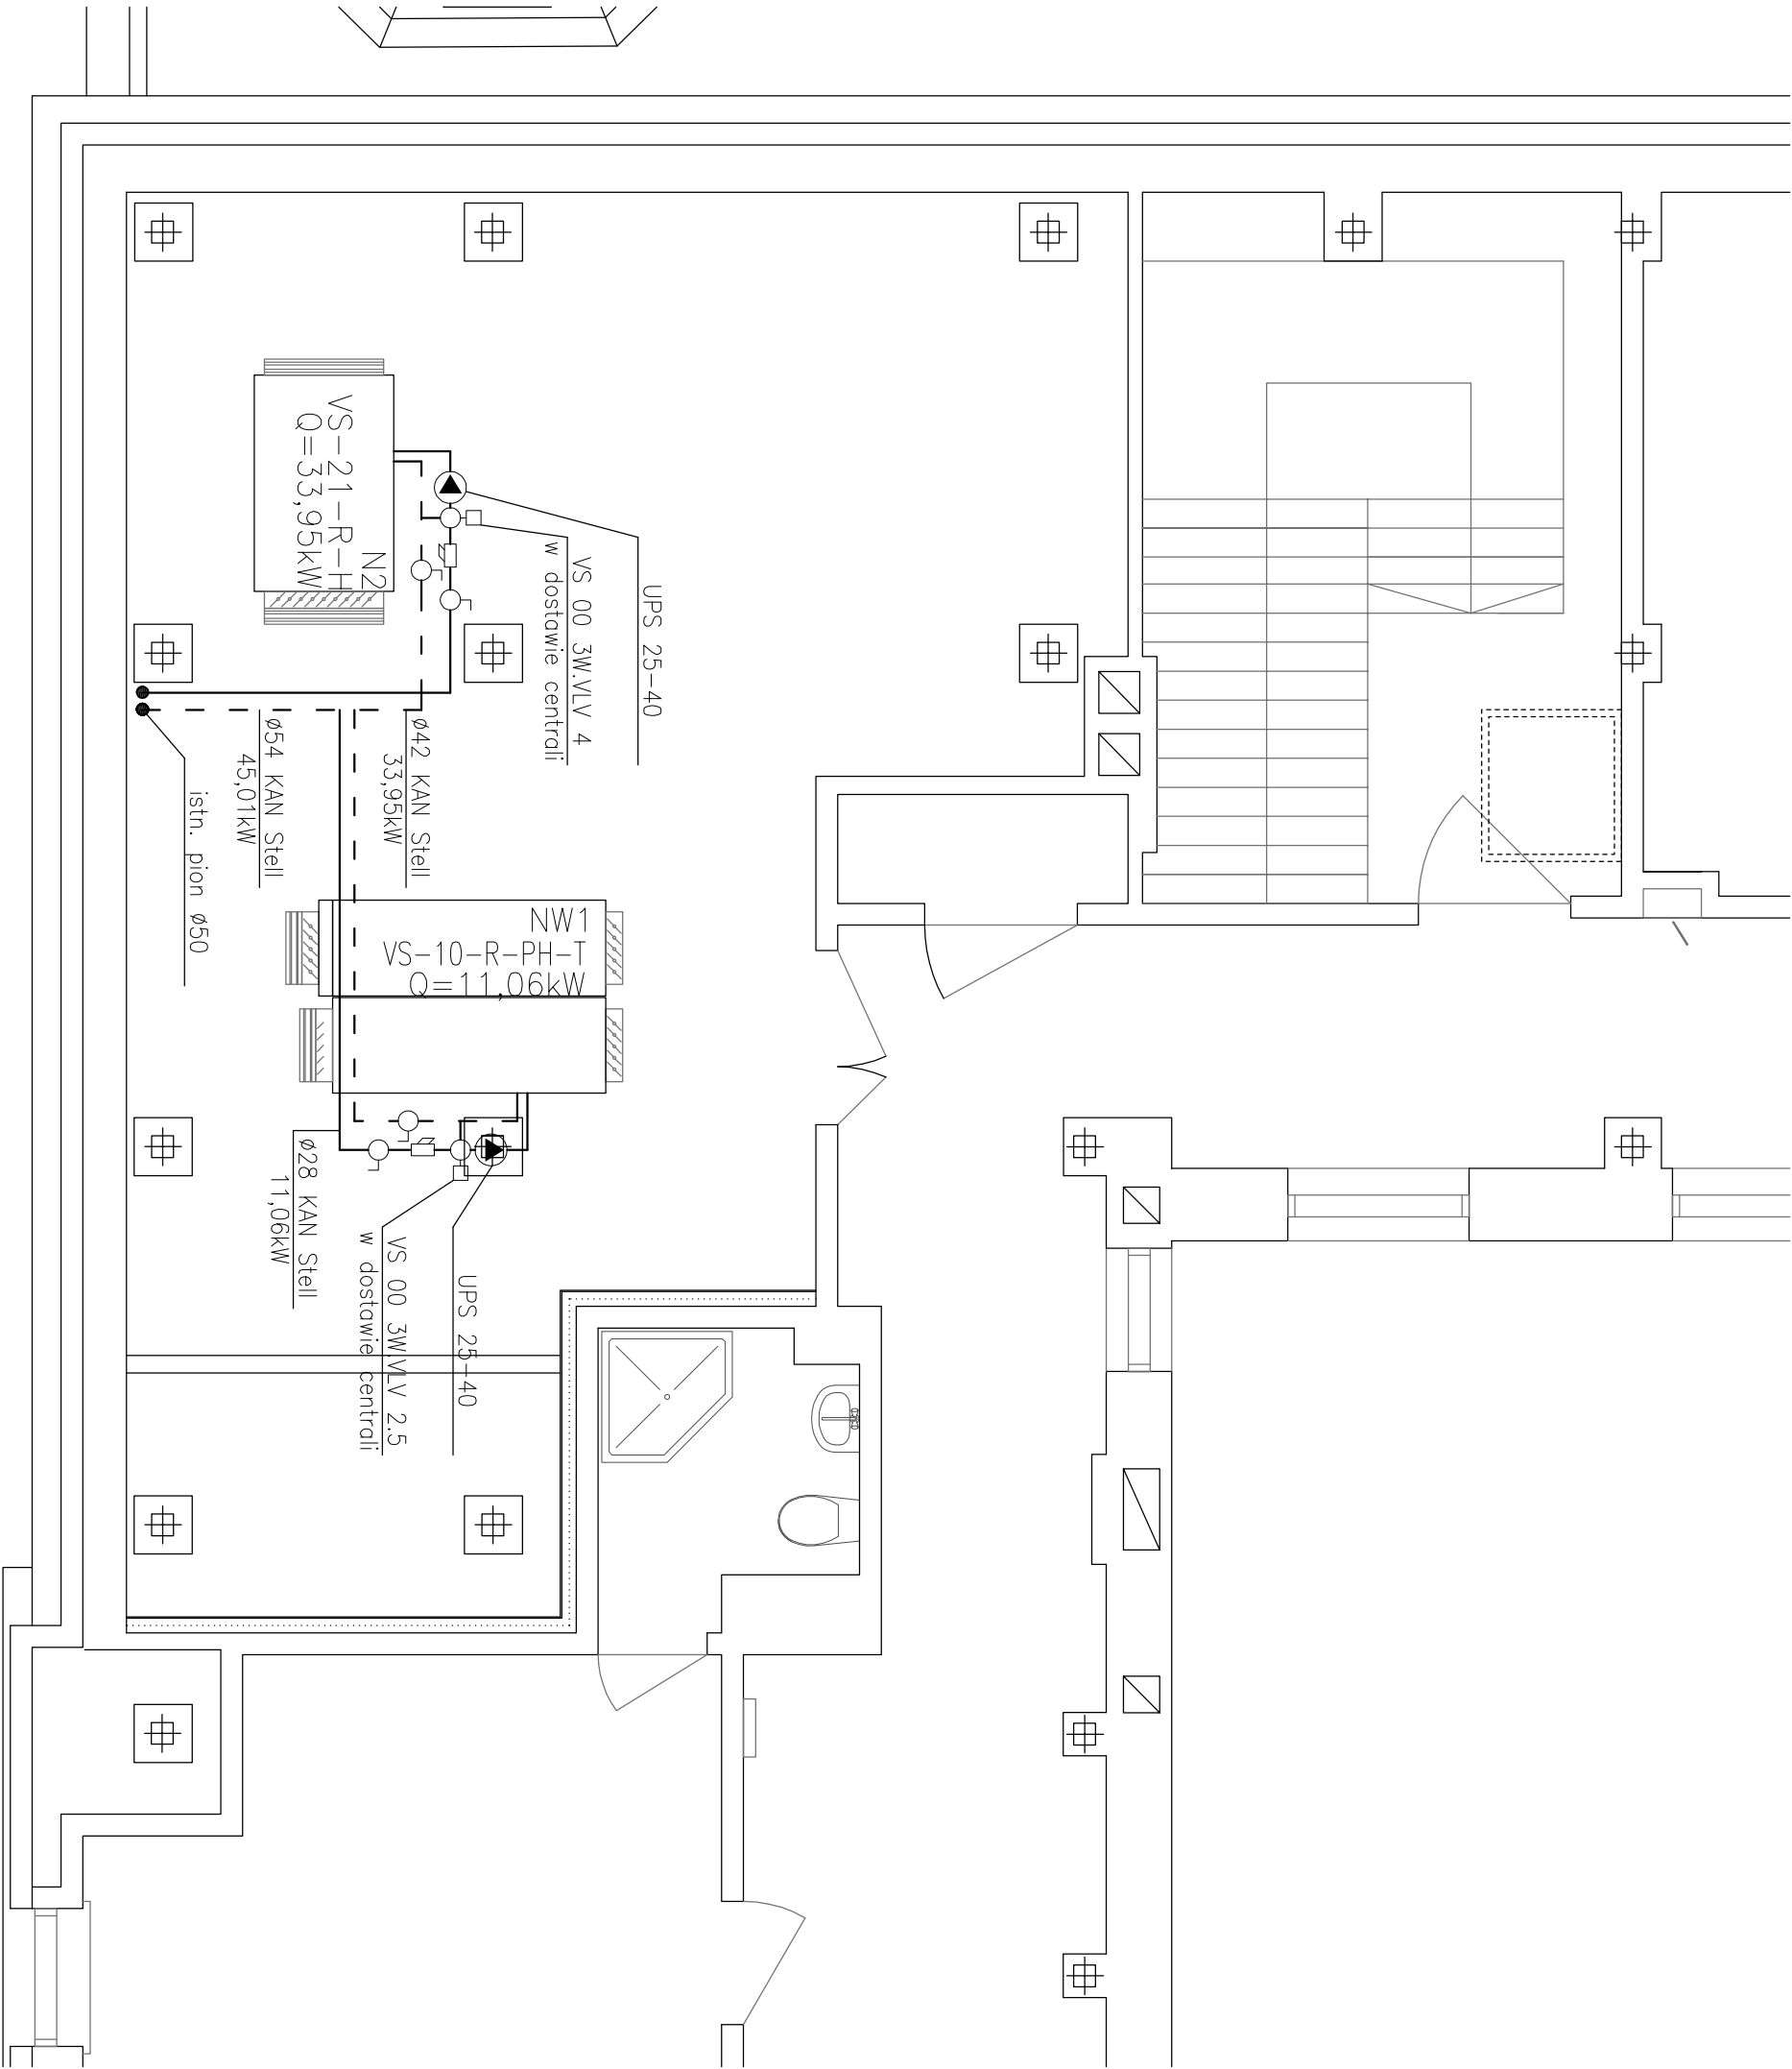 N2
VS-21-R-H
Q=33,95kW
UPS 25-40
VS 00 3W.VLV 4
w dostawie centrali
ø42 KAN Stell
33,95kW
ø54 KAN Stell
45,01kW
istn. pion ø50
NW1
VS-10-R-PH-T
Q=11,06kW
UPS 25-40
VS 00 3W.VLV 2.5
w dostawie centrali
ø28 KAN Stell
11,06kW